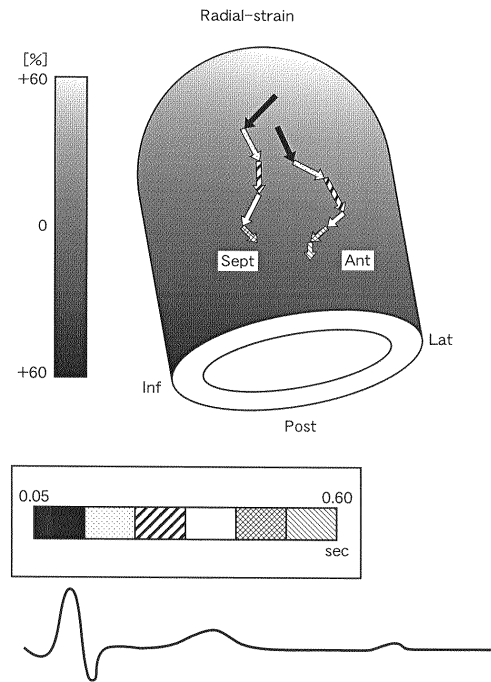 Radial-strain
[%]
+60
0
+60
Sept
Ant
Lat
Inf
Post
0.05
0.60
sec